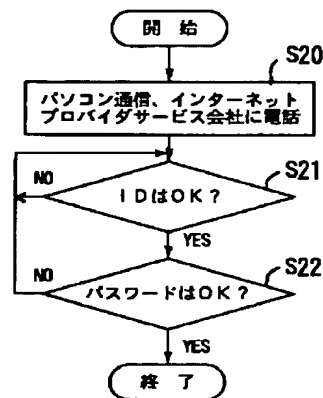 開始
S20
パソコン通信、インターネット
プロバイダサービス会社に電話
S21
NO
IDはOK?
YES
S22
NO
パスワードはOK?
YES
終了